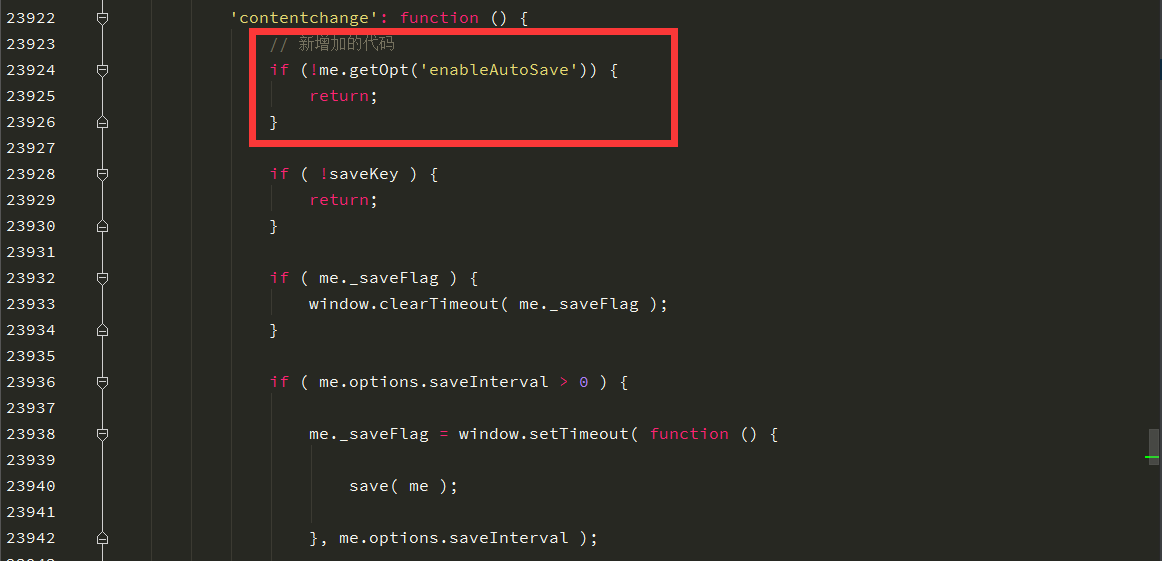 23922 'contentchange': function () {
23923 // 新增加的代码
23924 if (!me.getOpt('enableAutoSave')) {
23925 return;
23926 }
23927
23928 if ( !saveKey ) {
23929 return;
23930 }
23931
23932 if ( me._saveFlag ) {
23933 window.clearTimeout( me._saveFlag );
23934 }
23935
23936 if ( me.options.saveInterval > 0 ) {
23937
23938 me._saveFlag = window.setTimeout( function () {
23939
23940 save( me );
23941
23942 }, me.options.saveInterval );